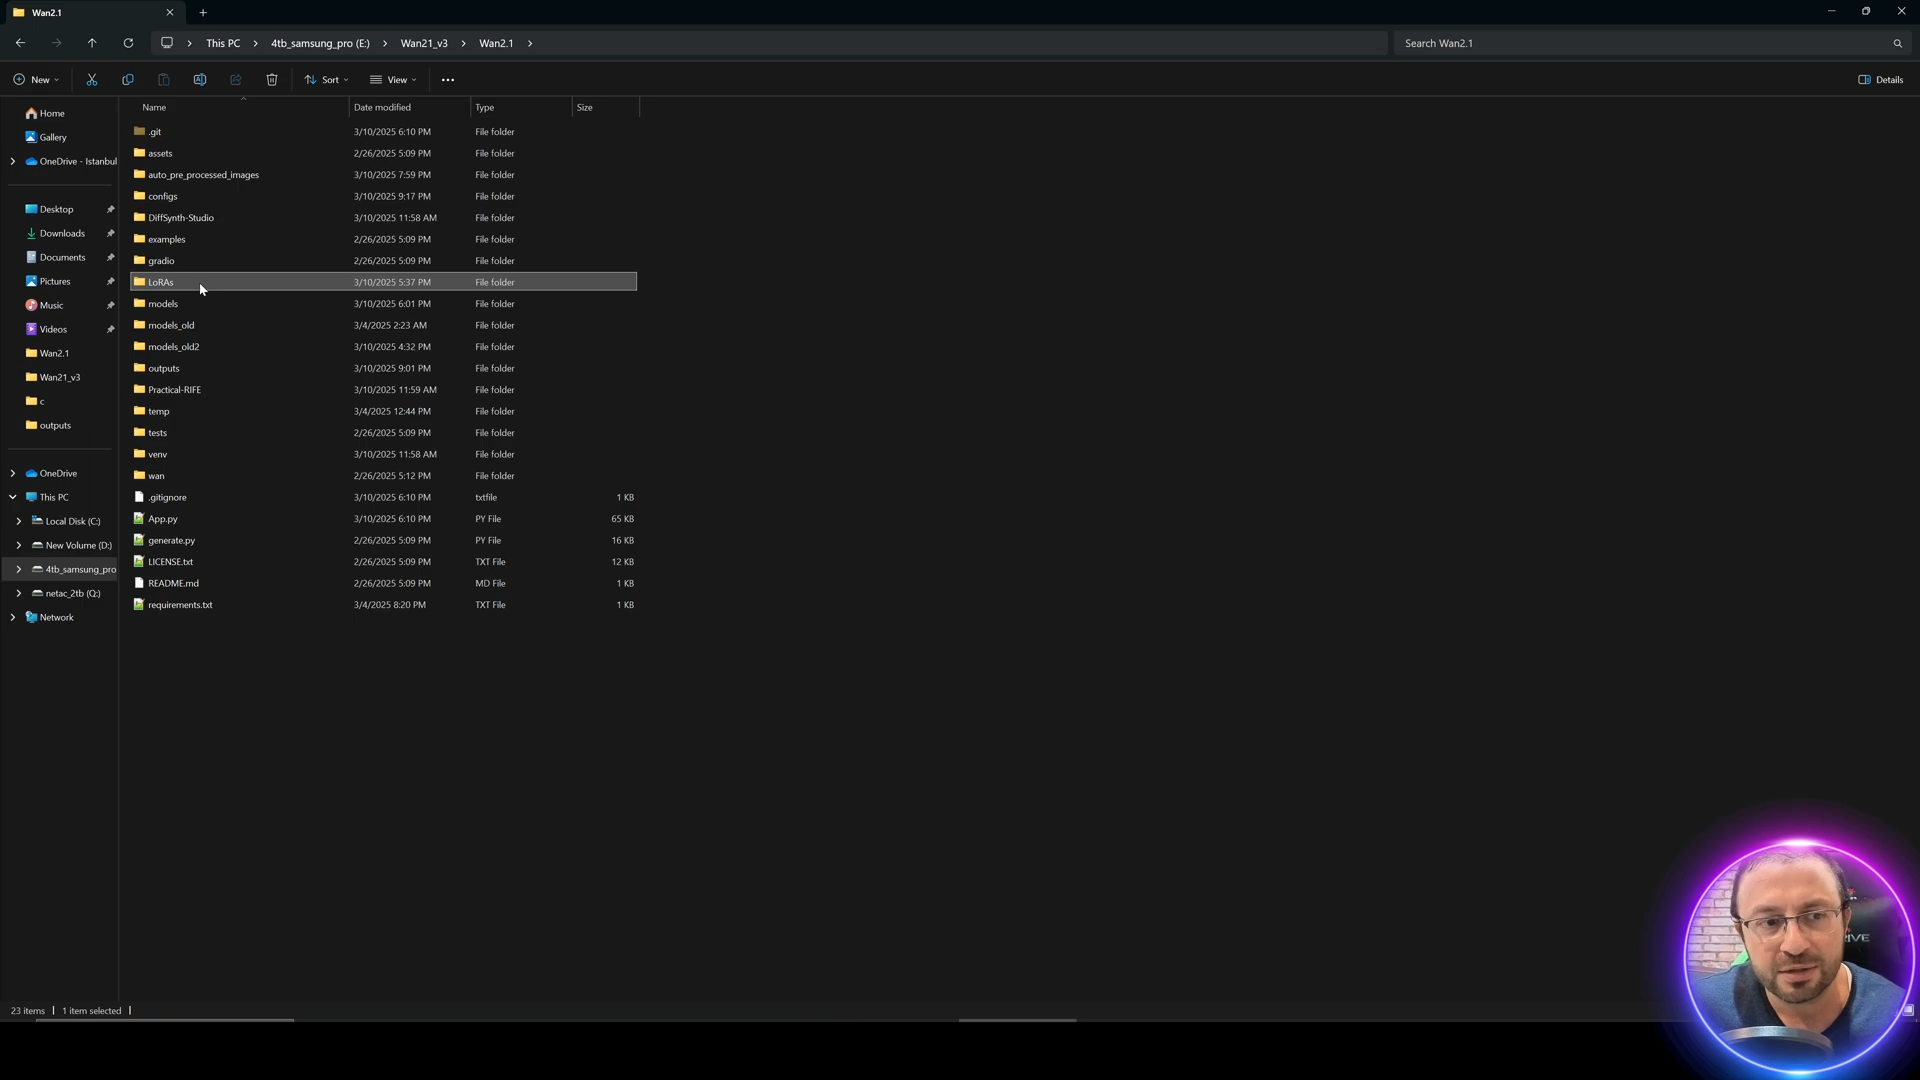 Wan2.1
This PC > 4tb_samsung_pro (E:) > Wan21_v3 > Wan2.1 >
Search Wan2.1
New
Sort
View
Details
Name Date modified Type Size
Home
Gallery
OneDrive - Istanbul
Desktop
Downloads
Documents
Pictures
Music
Videos
Wan2.1
Wan21_v3
c
outputs
OneDrive
This PC
Local Disk (C:)
New Volume (D:)
4tb_samsung_pro
netac_2tb (Q:)
Network
.git 3/10/2025 6:10 PM File folder
assets 2/26/2025 5:09 PM File folder
auto_pre_processed_images 3/10/2025 7:59 PM File folder
configs 3/10/2025 9:17 PM File folder
DiffSynth-Studio 3/10/2025 11:58 AM File folder
examples 2/26/2025 5:09 PM File folder
gradio 2/26/2025 5:09 PM File folder
LoRAs 3/10/2025 5:37 PM File folder
models 3/10/2025 6:01 PM File folder
models_old 3/4/2025 2:23 AM File folder
models_old2 3/10/2025 4:32 PM File folder
outputs 3/10/2025 9:01 PM File folder
Practical-RIFE 3/10/2025 11:59 AM File folder
temp 3/4/2025 12:44 PM File folder
tests 2/26/2025 5:09 PM File folder
venv 3/10/2025 11:58 AM File folder
wan 2/26/2025 5:12 PM File folder
.gitignore 3/10/2025 6:10 PM txtfile 1 KB
App.py 3/10/2025 6:10 PM PY File 65 KB
generate.py 2/26/2025 5:09 PM PY File 16 KB
LICENSE.txt 2/26/2025 5:09 PM TXT File 12 KB
README.md 2/26/2025 5:09 PM MD File 1 KB
requirements.txt 3/4/2025 8:20 PM TXT File 1 KB
23 items
1 item selected